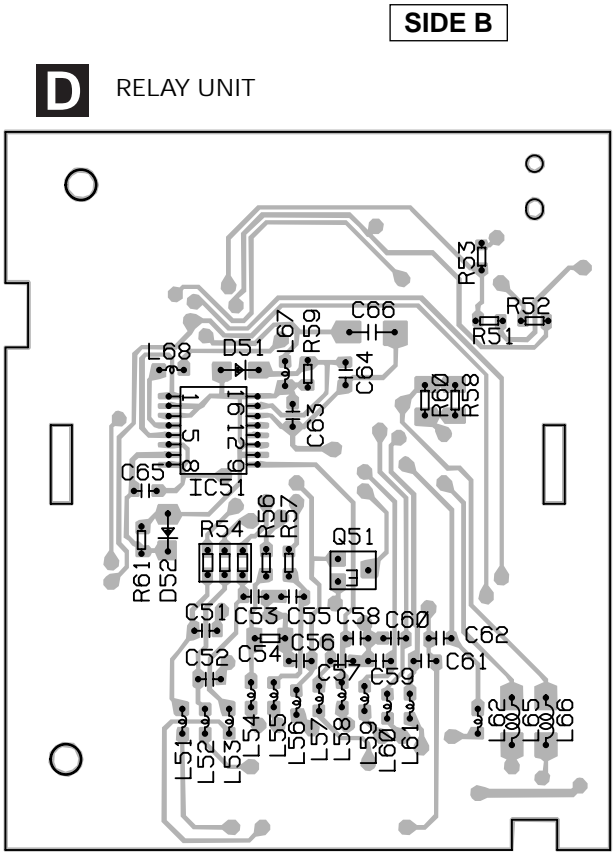 SIDE B
D RELAY UNIT
R53
R52
R51
C66
L67
R59
D51
L68
C64
R60
R58
1
16
C63
5
12
8
9
C65
IC51
R56
R57
R54
Q51
E
R61
D52
C51
C53
C55
C58
C60
C62
C54
C56
C52
C57
C59
C61
L51
L52
L53
L54
L55
L56
L57
L58
L59
L60
L61
L62
L65
L66